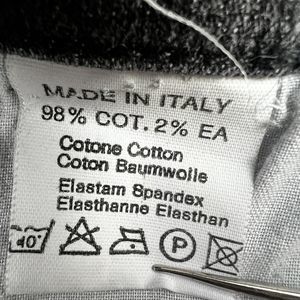 MADE IN ITALY
98% COT. 2% EA
Cotone Cotton
Coton Baumwolle
Elastam Spandex
Elasthanne Elasthan
40° P